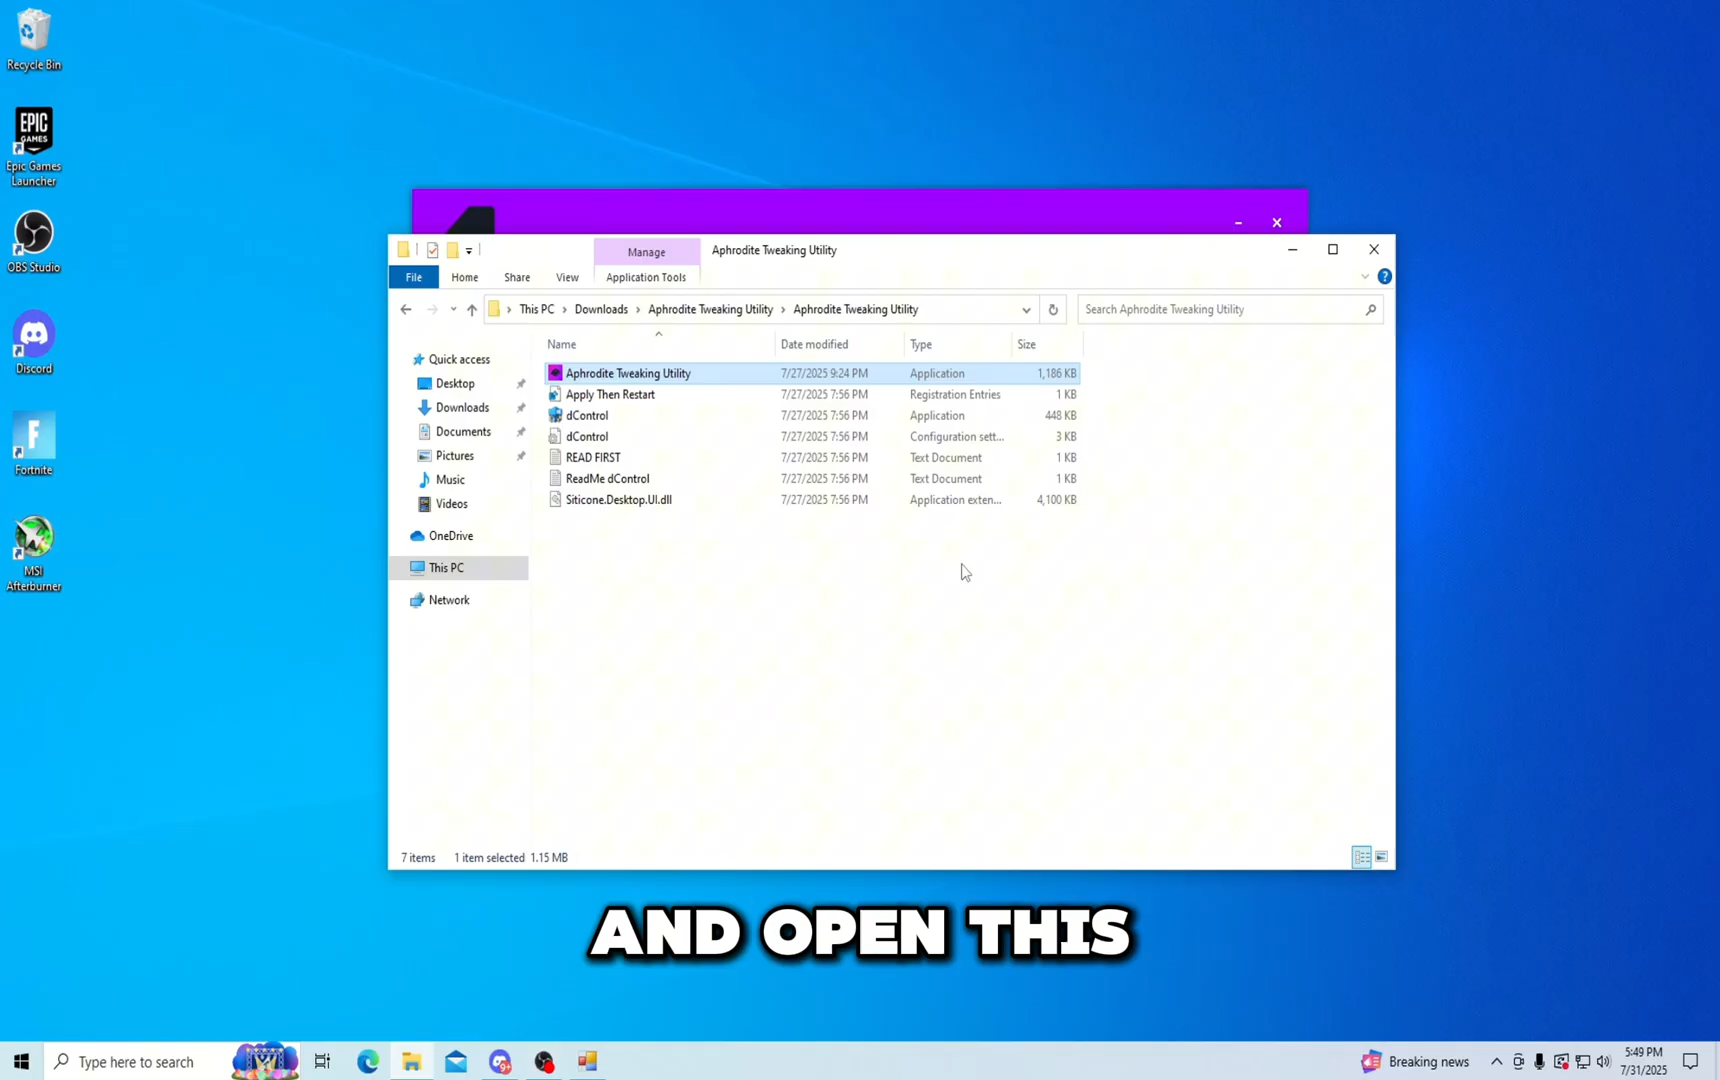 Recycle Bin
EPIC
GAMES
Epic Games
Launcher
OBS Studio
Discord
Fortnite
MSI
Afterburner
Manage
Aphrodite Tweaking Utility
File
Home
Share
View
Application Tools
This PC
Downloads
Aphrodite Tweaking Utility
Aphrodite Tweaking Utility
Search Aphrodite Tweaking Utility
Name
Date modified
Type
Size
Aphrodite Tweaking Utility 7/27/2025 9:24 PM Application 1,186 KB
Apply Then Restart 7/27/2025 7:56 PM Registration Entries 1 KB
dControl 7/27/2025 7:56 PM Application 448 KB
dControl 7/27/2025 7:56 PM Configuration sett... 3 KB
READ FIRST 7/27/2025 7:56 PM Text Document 1 KB
ReadMe dControl 7/27/2025 7:56 PM Text Document 1 KB
Siticone.Desktop.UI.dll 7/27/2025 7:56 PM Application exten... 4,100 KB
Quick access
Desktop
Downloads
Documents
Pictures
Music
Videos
OneDrive
This PC
Network
7 items 1 item selected 1.15 MB
AND OPEN THIS
Type here to search
Breaking news
5:49 PM
7/31/2025